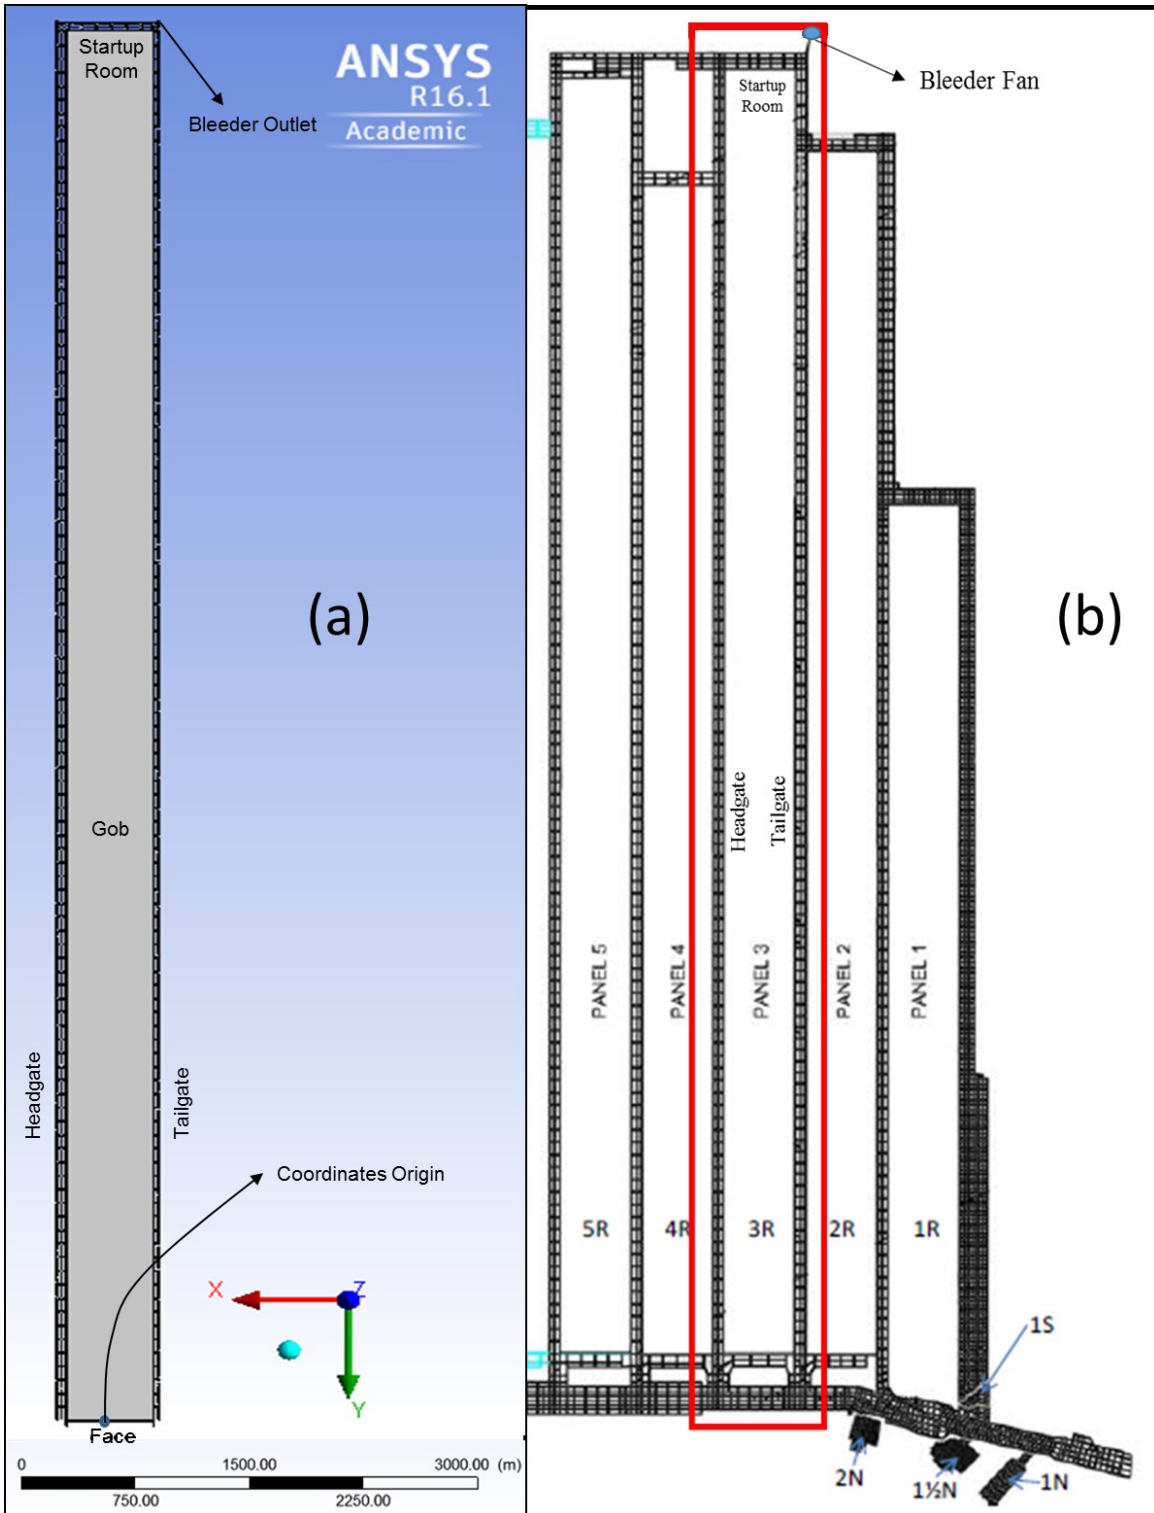 Startup
Room
ANSYS
R16.1
Academic
Bleeder Outlet
(a)
Gob
Headgate
Tailgate
Coordinates Origin
X
Z
Y
Face
0
1500.00
3000.00 (m)
750.00
2250.00
Bleeder Fan
Startup
Room
(b)
Headgate
Tailgate
PANEL 5
PANEL 4
PANEL 3
PANEL 2
PANEL 1
5R
4R
3R
2R
1R
1S
2N
1½N
1N